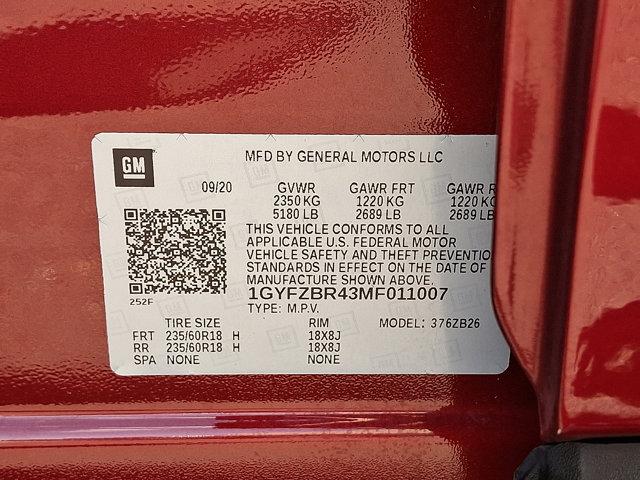 GM
MFD BY GENERAL MOTORS LLC
09/20 GVWR GAWR FRT GAWR R
2350 KG 1220 KG 1220 KG
5180 LB 2689 LB 2689 LB
THIS VEHICLE CONFORMS TO ALL
APPLICABLE U.S. FEDERAL MOTOR
VEHICLE SAFETY AND THEFT PREVENTIO
STANDARDS IN EFFECT ON THE DATE OF
MANUFACTURE SHOWN ABOVE.
1GYFZBR43MF011007
252F
TYPE: M.P.V.
TIRE SIZE RIM MODEL: 376ZB26
FRT 235/60R18 H 18X8J
RR 235/60R18 H 18X8J
SPA NONE NONE